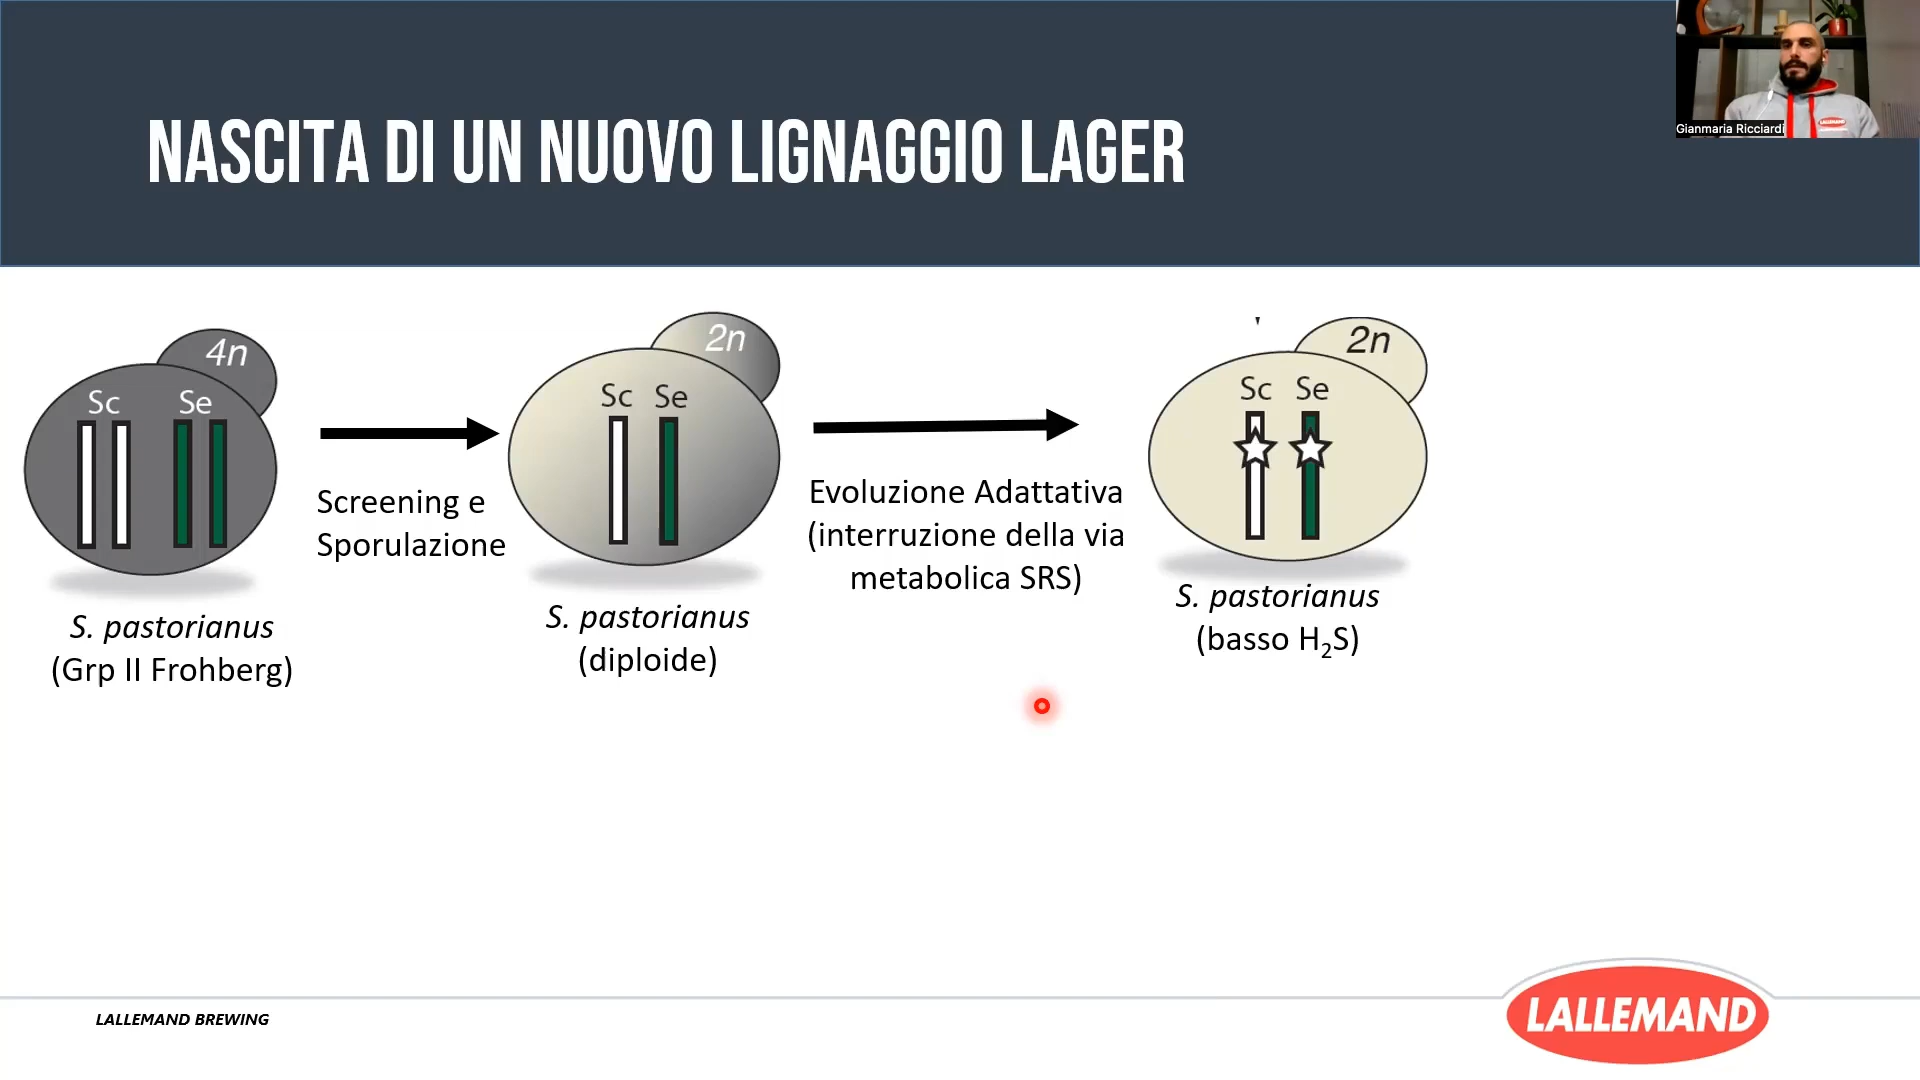 NASCITA DI UN NUOVO LIGNAGGIO LAGER
Gianmaria Ricciardi
LALLEMAND
4n
Sc Se
S. pastorianus
(Grp II Frohberg)
Screening e
Sporulazione
2n
Sc Se
S. pastorianus
(diploide)
Evoluzione Adattativa
(interruzione della via
metabolica SRS)
2n
Sc Se
S. pastorianus
(basso H₂S)
LALLEMAND BREWING
LALLEMAND